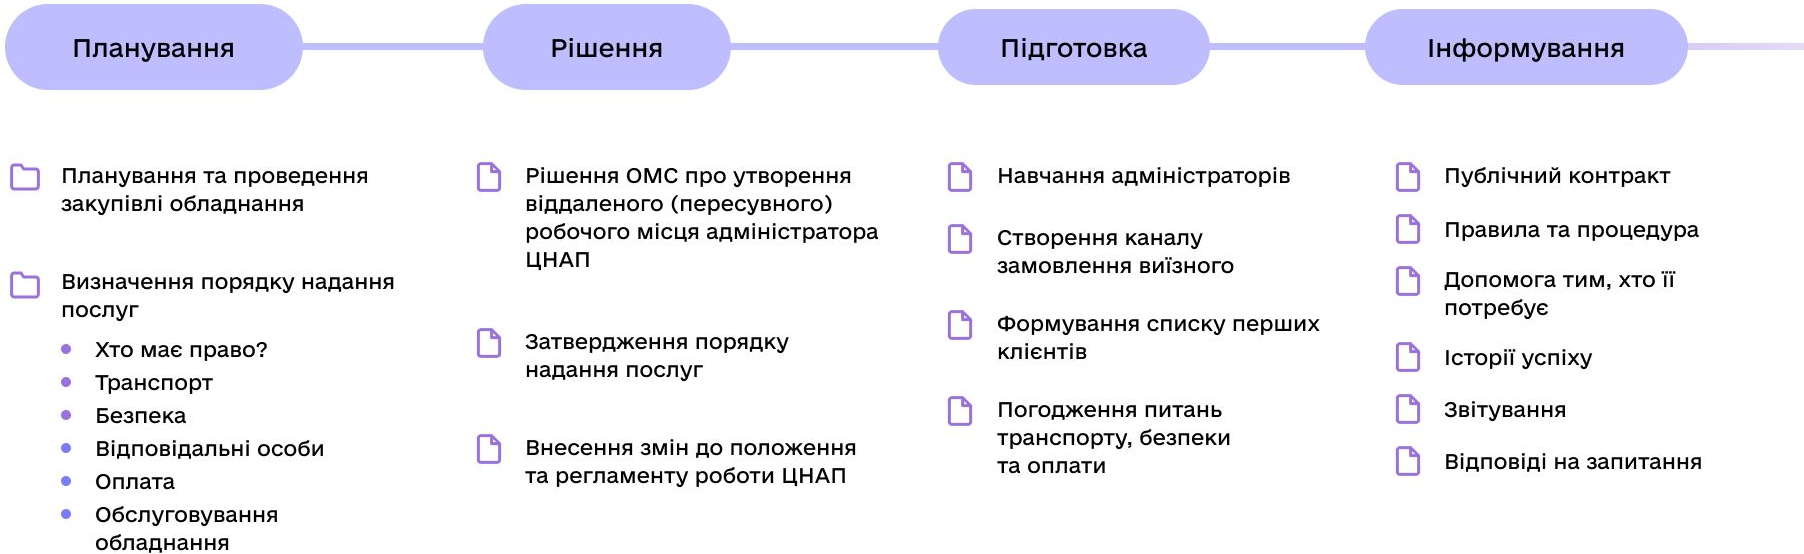 Планування
Рішення
Підготовка
Інформування
Планування та проведення
закупівлі обладнання
Визначення порядку надання
послуг
Хто має право?
Транспорт
Безпека
Відповідальні особи
Оплата
Обслуговування
обладнання
Рішення ОМС про утворення
віддаленого (пересувного)
робочого місця адміністратора
ЦНАП
Затвердження порядку
надання послуг
Внесення змін до положення
та регламенту роботи ЦНАП
Навчання адміністраторів
Створення каналу
замовлення виїзного
Формування списку перших
клієнтів
Погодження питань
транспорту, безпеки
та оплати
Публічний контракт
Правила та процедура
Допомога тим, хто її
потребує
Історії успіху
Звітування
Відповіді на запитання